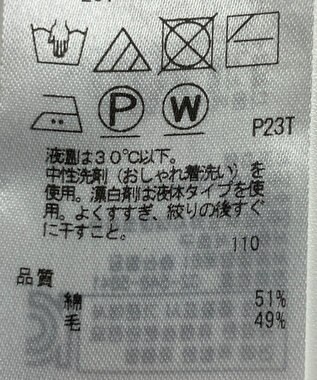 P W
P23T
液温は30℃以下。
中性洗剤（おしゃれ着洗い）を
使用。漂白剤は液体タイプを使
用。よくすすぎ、絞りの後すぐ
に干すこと。
110
品質
綿 51%
毛 49%